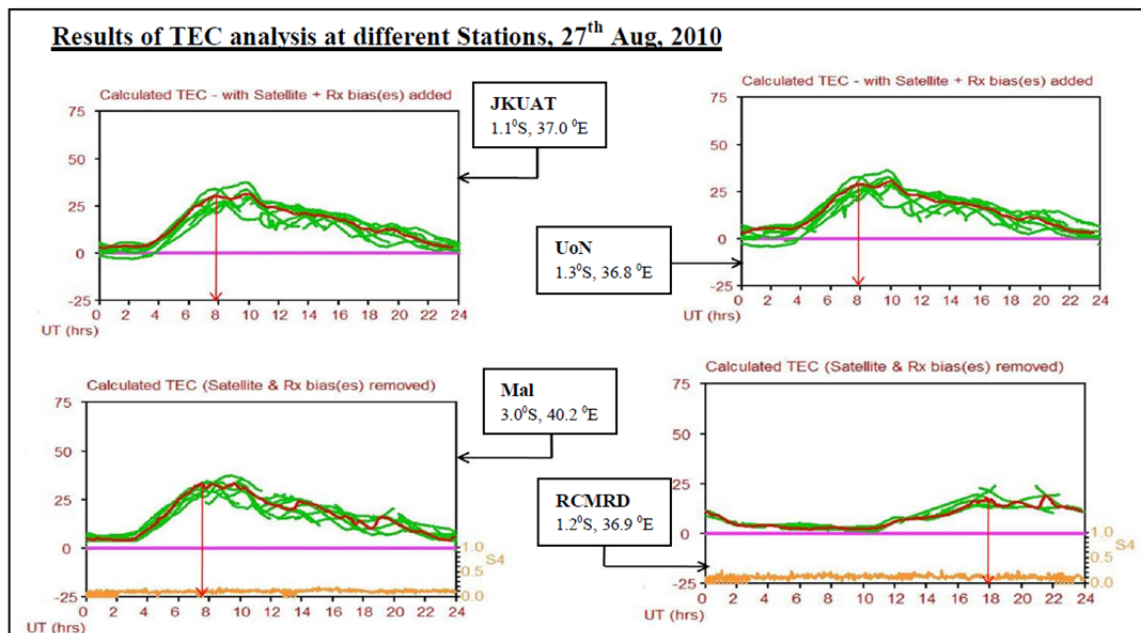 Results of TEC analysis at different Stations, 27th Aug, 2010
Calculated TEC - with Satellite + Rx bias(es) added
75
50
25
0
-25
0 2 4 6 8 10 12 14 16 18 20 22 24
UT (hrs)
JKUAT
1.1⁰S, 37.0 ⁰E
Calculated TEC - with Satellite + Rx bias(es) added
75
50
25
0
-25
0 2 4 6 8 10 12 14 16 18 20 22 24
UT (hrs)
UoN
1.3⁰S, 36.8 ⁰E
Calculated TEC (Satellite & Rx bias(es) removed)
75
50
25
0
-25
1.0
0.5
0.0
S4
0 2 4 6 8 10 12 14 16 18 20 22 24
UT (hrs)
Mal
3.0⁰S, 40.2 ⁰E
Calculated TEC (Satellite & Rx bias(es) removed)
75
50
25
0
-25
1.0
0.5
0.0
S4
0 2 4 6 8 10 12 14 16 18 20 22 24
UT (hrs)
RCMRD
1.2⁰S, 36.9 ⁰E